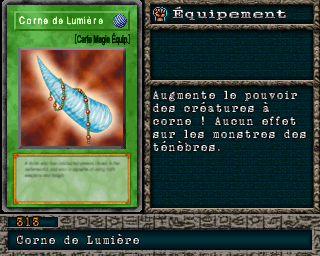 Corne de Lumière
[Carte Magie Équip.]
Équipement
Augmente le pouvoir
des créatures à
corne ! Aucun effet
sur les monstres des
ténèbres.
313
Corne de Lumière